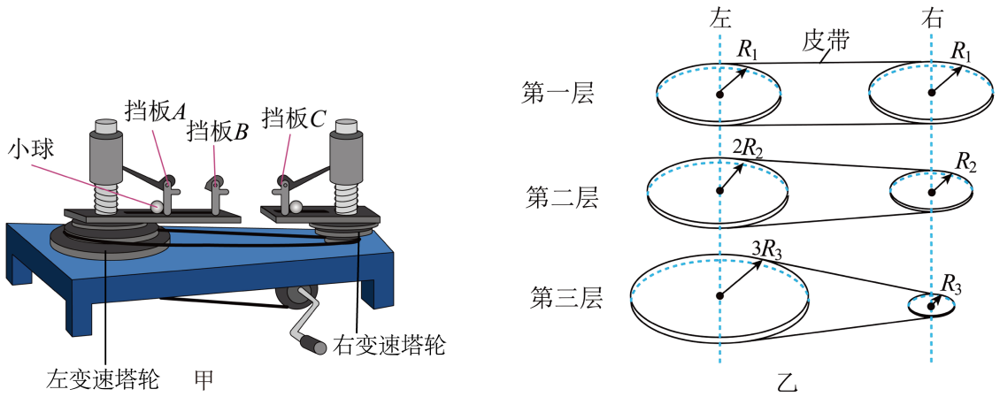 挡板A
挡板B
挡板C
小球
左变速塔轮
右变速塔轮
甲
左
右
皮带
第一层
R₁
R₁
第二层
2R₂
R₂
第三层
3R₃
R₃
乙